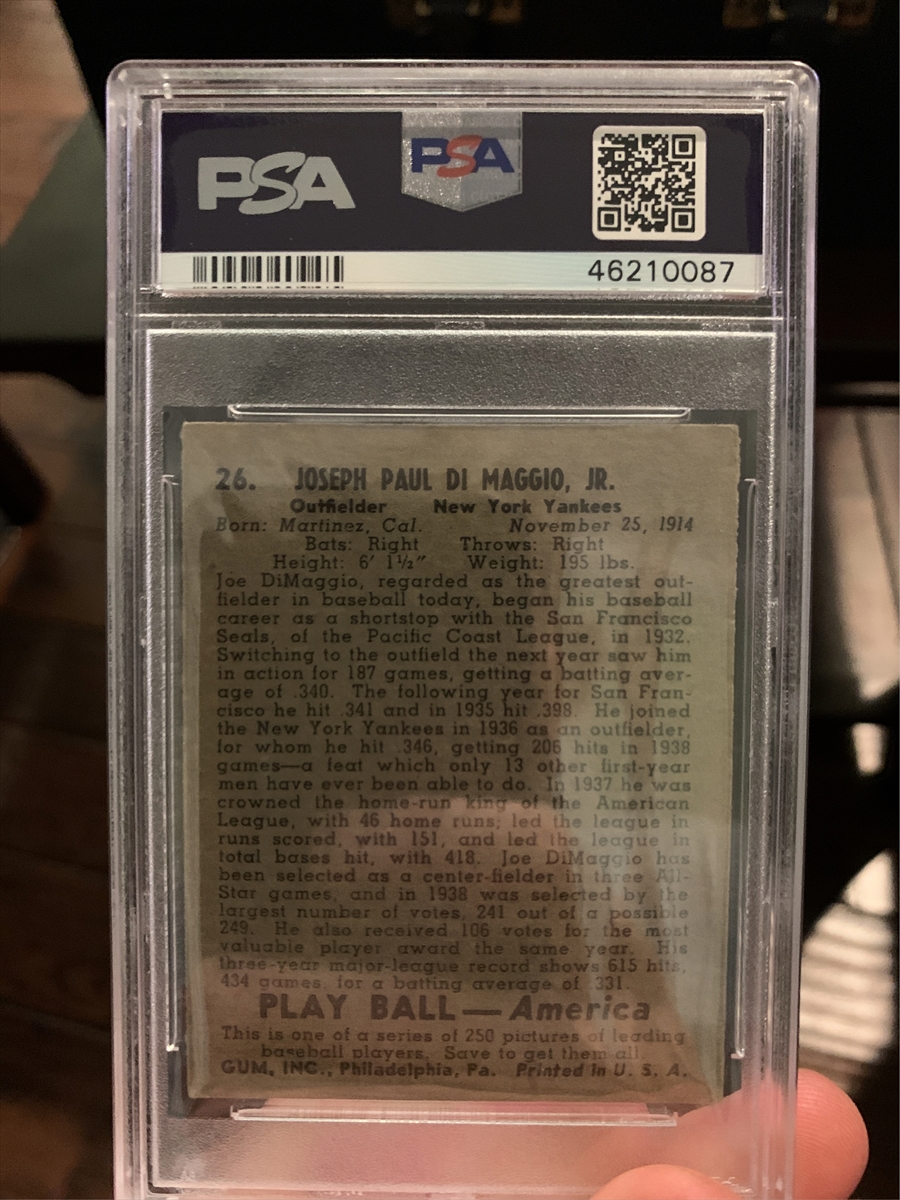 PSA
PSA
46210087
26. JOSEPH PAUL DI MAGGIO, JR.
Outfielder New York Yankees
Born: Martinez, Cal. November 25, 1914
Bats: Right Throws: Right
Height: 6' 1½" Weight: 195 lbs.
Joe DiMaggio, regarded as the greatest out-
fielder in baseball today, began his baseball
career as a shortstop with the San Francisco
Seals, of the Pacific Coast League, in 1932.
Switching to the outfield the next year saw him
in action for 187 games, getting a batting aver-
age of .340. The following year for San Fran-
cisco he hit .341 and in 1935 hit .398. He joined
the New York Yankees in 1936 as an outfielder,
for whom he hit .346, getting 206 hits in 1938
games—a feat which only 13 other first-year
men have ever been able to do. In 1937 he was
crowned the home-run king of the American
League, with 46 home runs; led the league in
runs scored, with 151, and led the league in
total bases hit, with 418. Joe DiMaggio has
been selected as a center-fielder in three All-
Star games, and in 1938 was selected by the
largest number of votes, 241 out of a possible
249. He also received 106 votes for the most
valuable player award the same year. His
three-year major-league record shows 615 hits,
434 games, for a batting average of .331.
PLAY BALL—America
This is one of a series of 250 pictures of leading
baseball players. Save to get them all.
GUM, INC., Philadelphia, Pa. Printed in U. S. A.